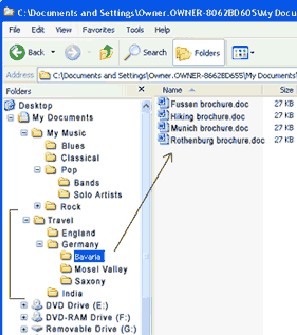 C:\Documents and Settings\Owner.OWNER-8062BD605\My Docum
File Edit View Favorites Tools Help
Back Search Folders
Address C:\Documents and Settings\Owner.OWNER-8662BD655\My Documents\
Folders
Desktop
My Documents
My Music
Blues
Classical
Pop
Bands
Solo Artists
Rock
Travel
England
Germany
Bavaria
Mosel Valley
Saxony
India
DVD Drive (E:)
DVD-RAM Drive (F:)
Removable Drive (G:)
Name Size
Fussen brochure.doc 27 KB
Hiking brochure.doc 27 KB
Munich brochure.doc 27 KB
Rothenburg brochure.doc 27 KB